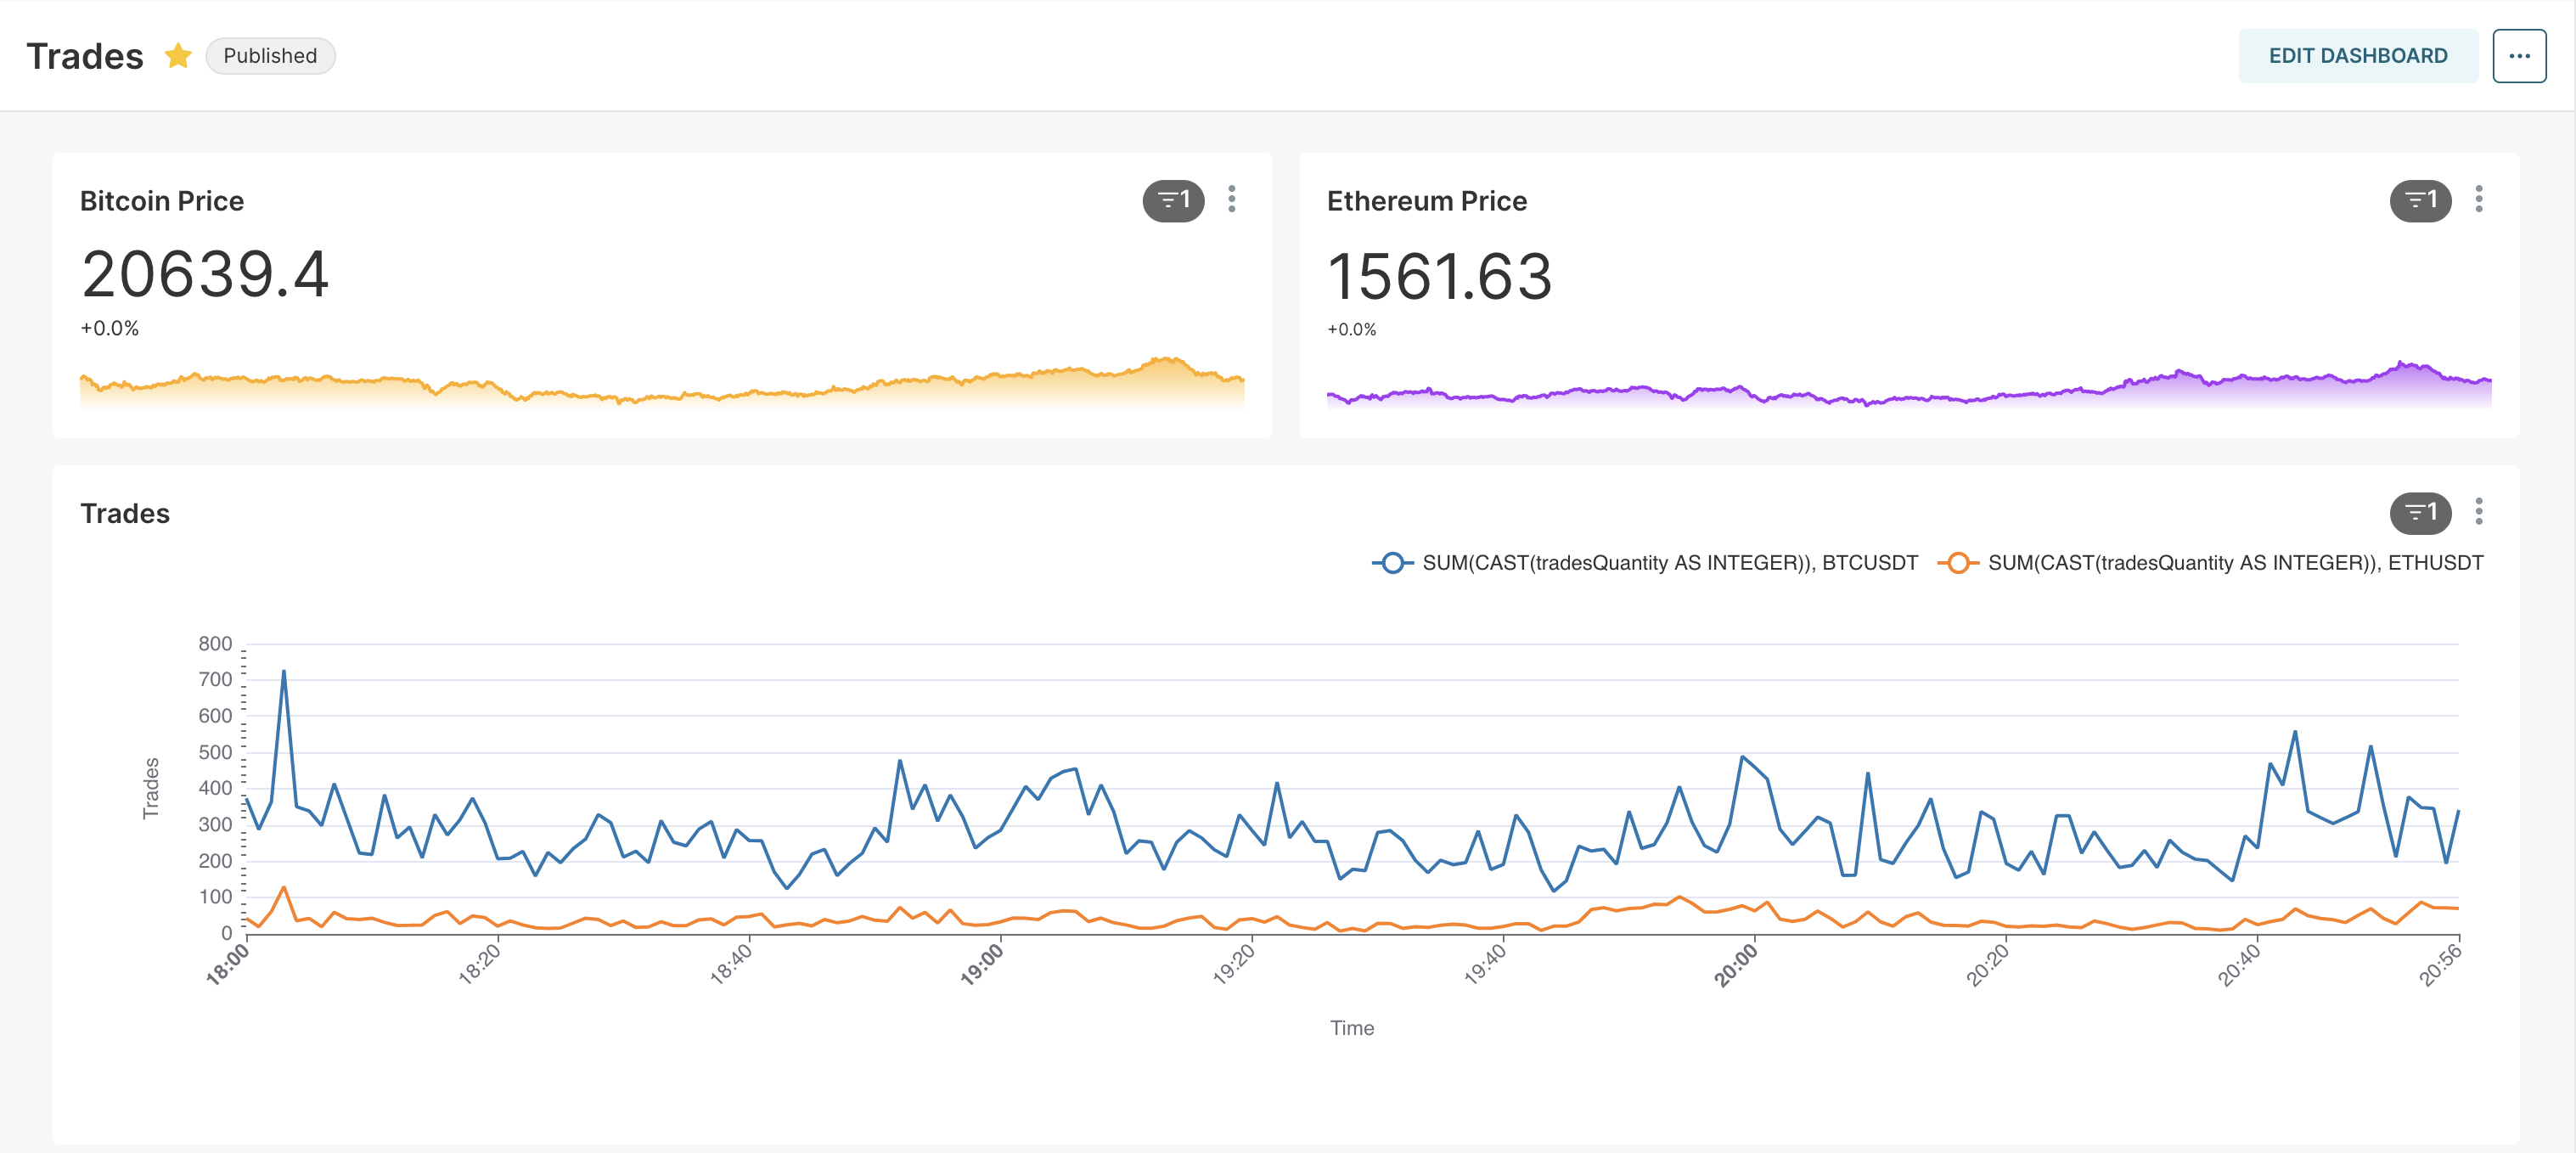 Trades Published EDIT DASHBOARD ...
Bitcoin Price 1
20639.4
+0.0%
Ethereum Price 1
1561.63
+0.0%
Trades 1
SUM(CAST(tradesQuantity AS INTEGER)), BTCUSDT SUM(CAST(tradesQuantity AS INTEGER)), ETHUSDT
800
700
600
500
400
300
200
100
0
Trades
18:00 18:20 18:40 19:00 19:20 19:40 20:00 20:20 20:40 20:56
Time